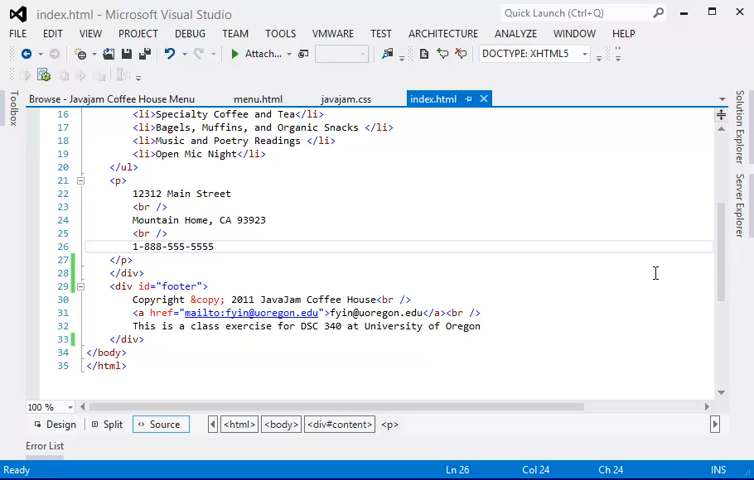 index.html - Microsoft Visual Studio
Quick Launch (Ctrl+Q)
FILE EDIT VIEW PROJECT DEBUG TEAM TOOLS VMWARE TEST ARCHITECTURE ANALYZE WINDOW HELP
Attach... DOCTYPE: XHTML5
Toolbox
Browse - Javajam Coffee House Menu menu.html javajam.css index.html
Solution Explorer
Server Explorer
16 <li>Specialty Coffee and Tea</li>
17 <li>Bagels, Muffins, and Organic Snacks </li>
18 <li>Music and Poetry Readings </li>
19 <li>Open Mic Night</li>
20 </ul>
21 <p>
22 12312 Main Street
23 <br />
24 Mountain Home, CA 93923
25 <br />
26 1-888-555-5555
27 </p>
28 </div>
29 <div id="footer">
30 Copyright &copy; 2011 JavaJam Coffee House<br />
31 <a href="mailto:fyin@uoregon.edu">fyin@uoregon.edu</a><br />
32 This is a class exercise for DSC 340 at University of Oregon
33 </div>
34 </body>
35 </html>
100 %
Design Split Source <html> <body> <div#content> <p>
Error List
Ready Ln 26 Col 24 Ch 24 INS